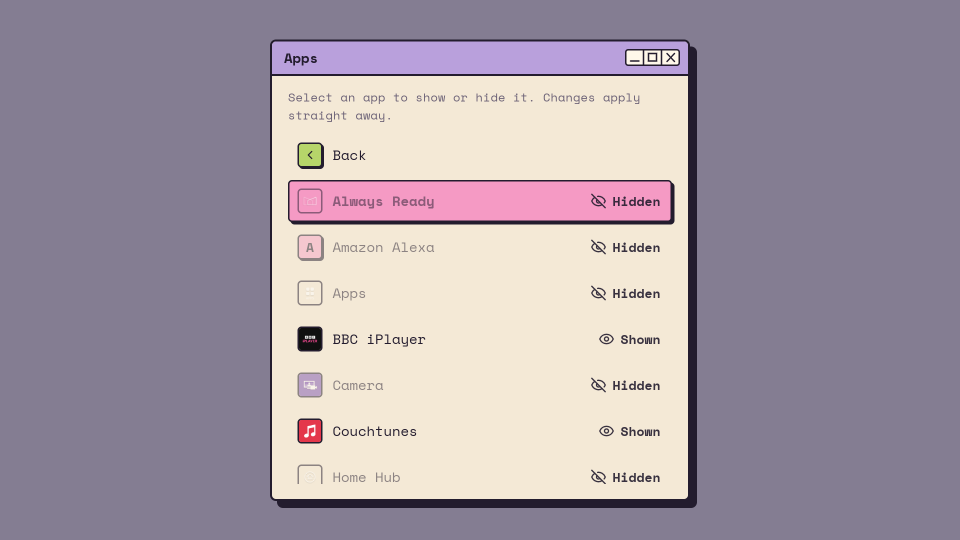 Apps
Select an app to show or hide it. Changes apply
straight away.
Back
Always Ready Hidden
A Amazon Alexa Hidden
Apps Hidden
BBC iPlayer Shown
Camera Hidden
Couchtunes Shown
Home Hub Hidden